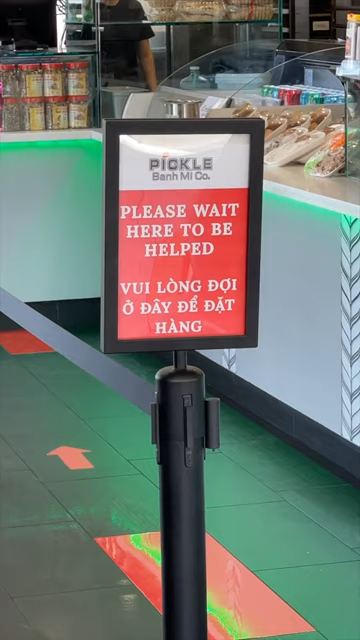 PICKLE
Banh Mi Co.
PLEASE WAIT
HERE TO BE
HELPED
VUI LÒNG ĐỢI
Ở ĐÂY ĐỂ ĐẶT
HÀNG